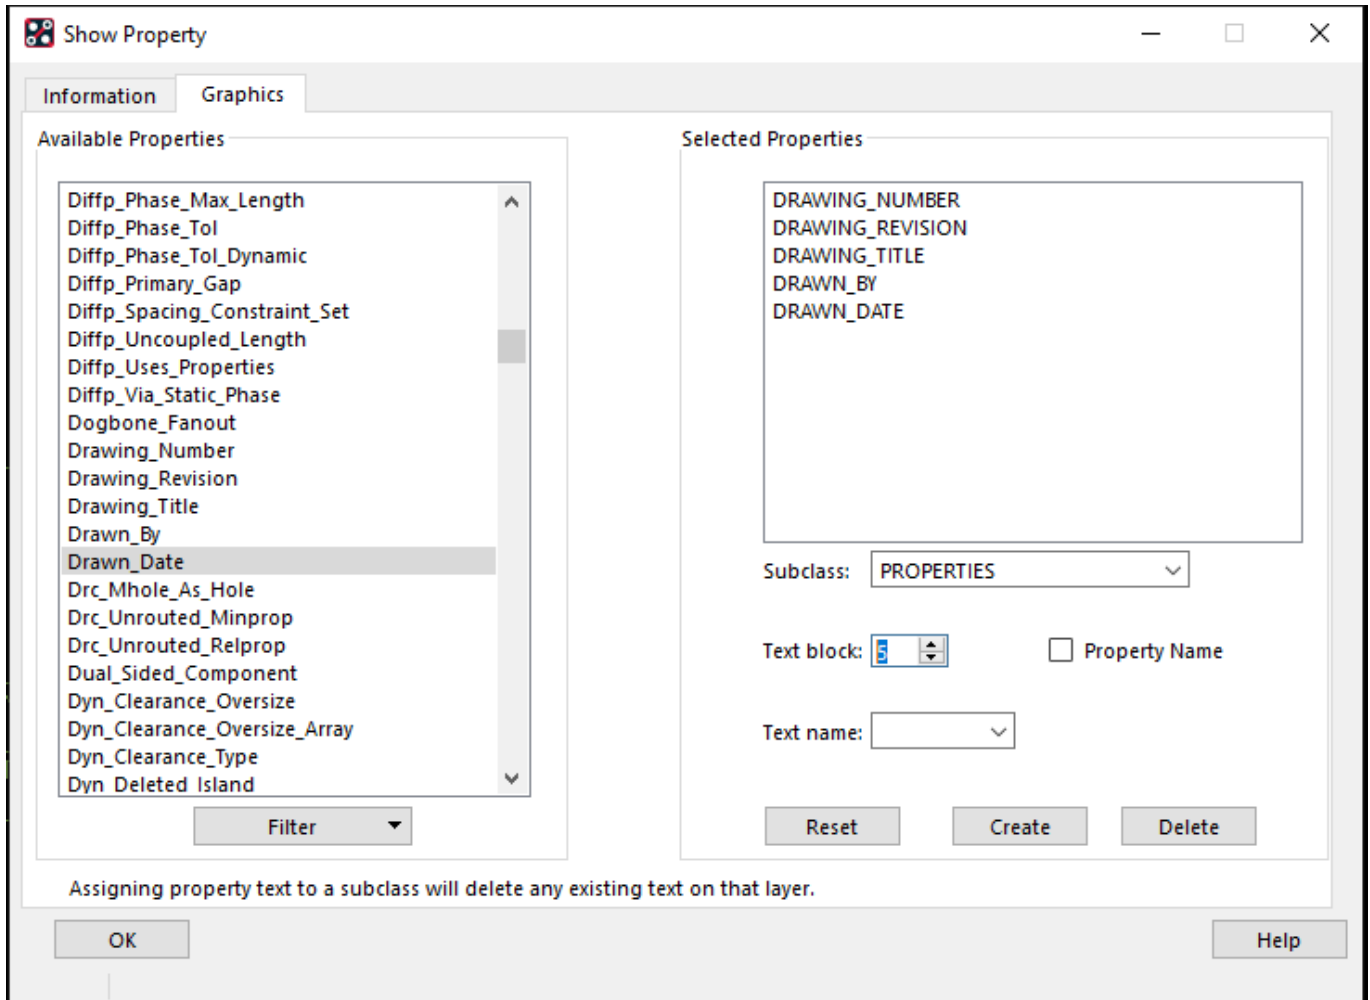 Show Property
Information
Graphics
Available Properties
Diffp_Phase_Max_Length
Diffp_Phase_Tol
Diffp_Phase_Tol_Dynamic
Diffp_Primary_Gap
Diffp_Spacing_Constraint_Set
Diffp_Uncoupled_Length
Diffp_Uses_Properties
Diffp_Via_Static_Phase
Dogbone_Fanout
Drawing_Number
Drawing_Revision
Drawing_Title
Drawn_By
Drawn_Date
Drc_Mhole_As_Hole
Drc_Unrouted_Minprop
Drc_Unrouted_Relprop
Dual_Sided_Component
Dyn_Clearance_Oversize
Dyn_Clearance_Oversize_Array
Dyn_Clearance_Type
Dyn_Deleted_Island
Filter
Selected Properties
DRAWING_NUMBER
DRAWING_REVISION
DRAWING_TITLE
DRAWN_BY
DRAWN_DATE
Subclass: PROPERTIES
Text block: 5 Property Name
Text name:
Reset Create Delete
Assigning property text to a subclass will delete any existing text on that layer.
OK Help